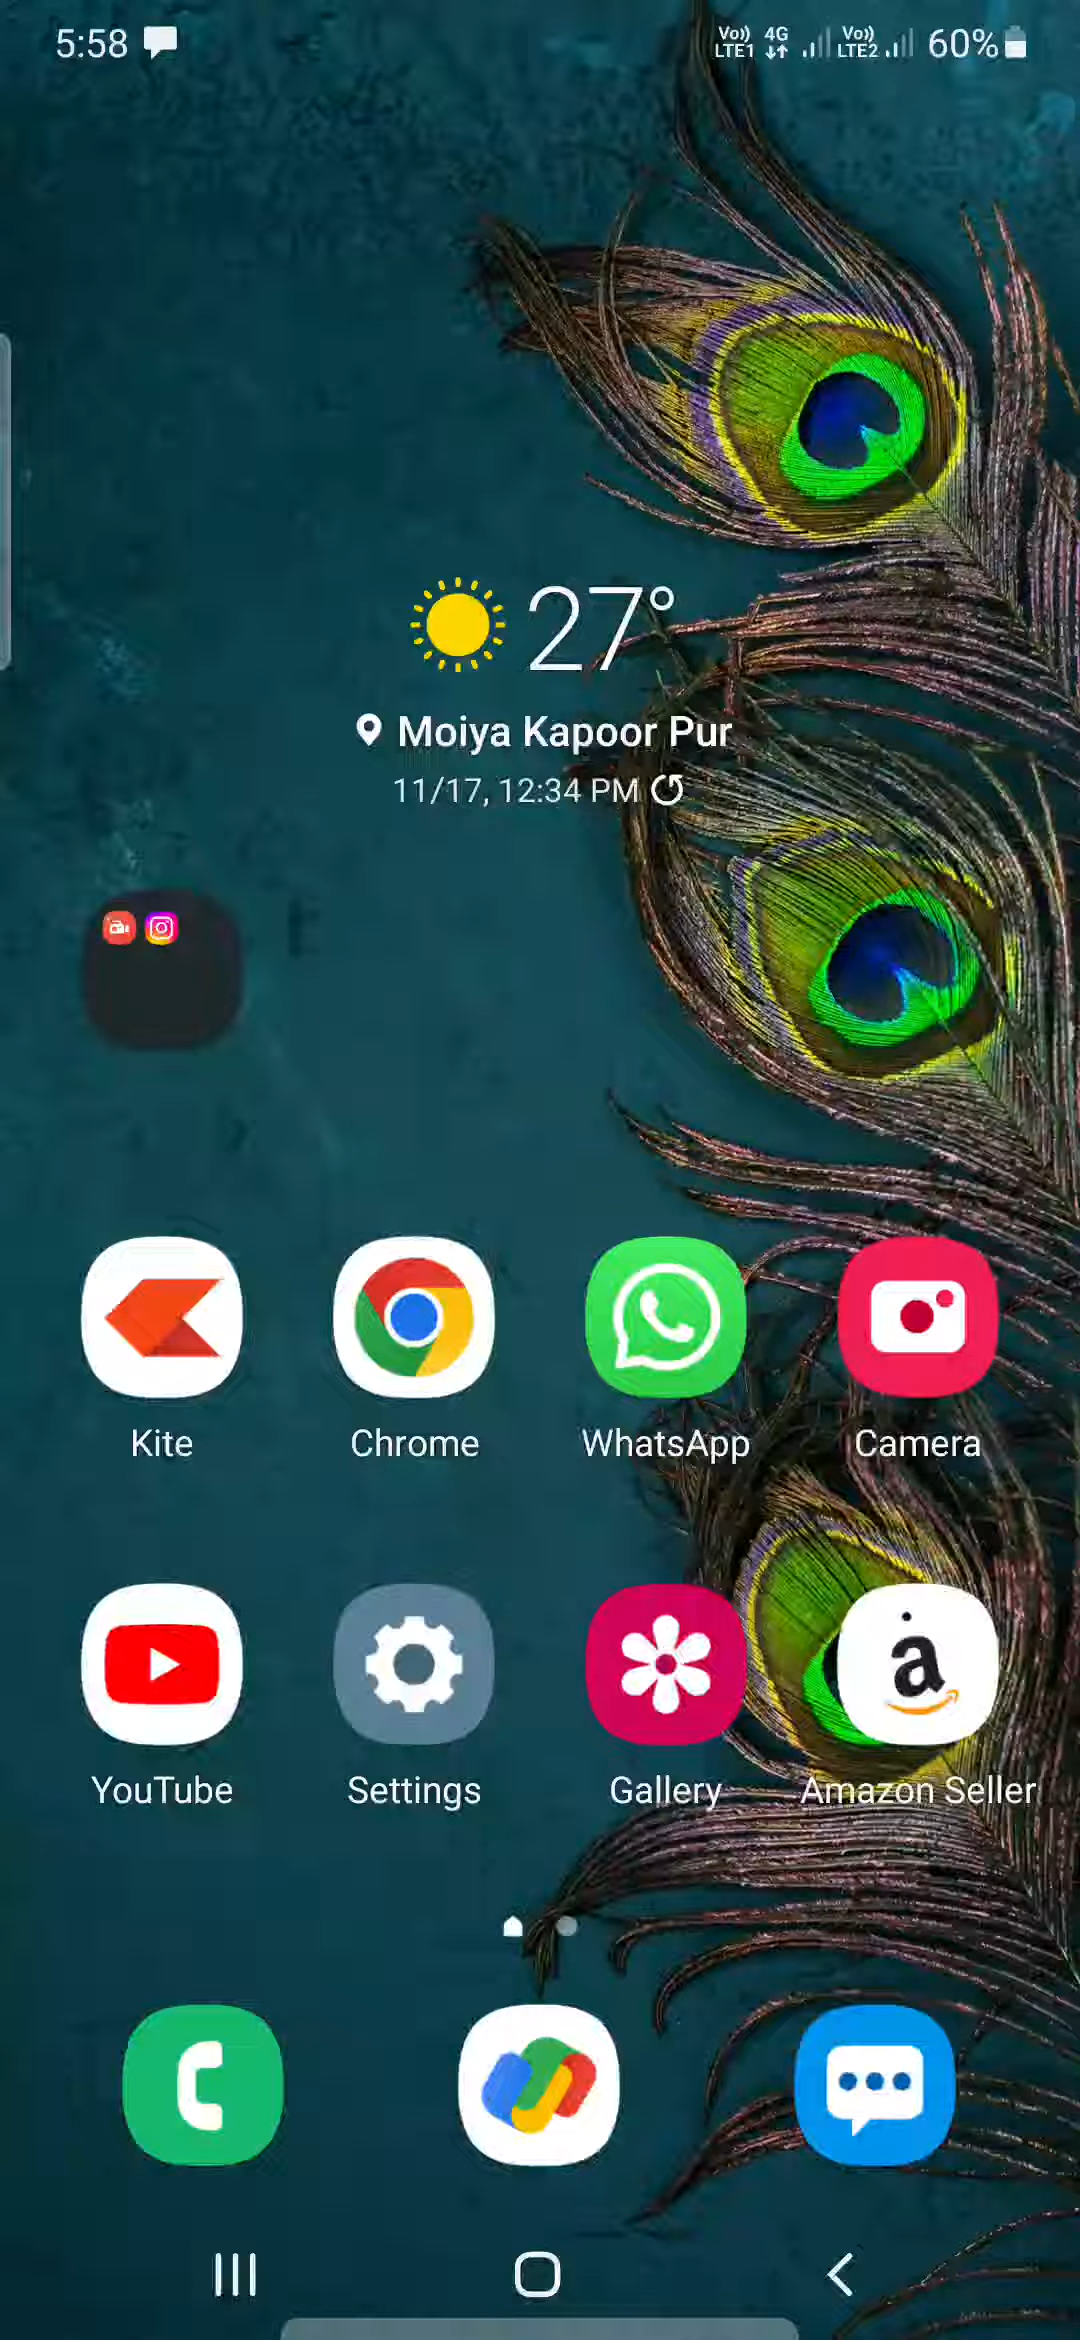 5:58
Vo)) LTE1 4G Vo)) LTE2 60%
27°
Moiya Kapoor Pur
11/17, 12:34 PM
Kite Chrome WhatsApp Camera
a
YouTube Settings Gallery Amazon Seller